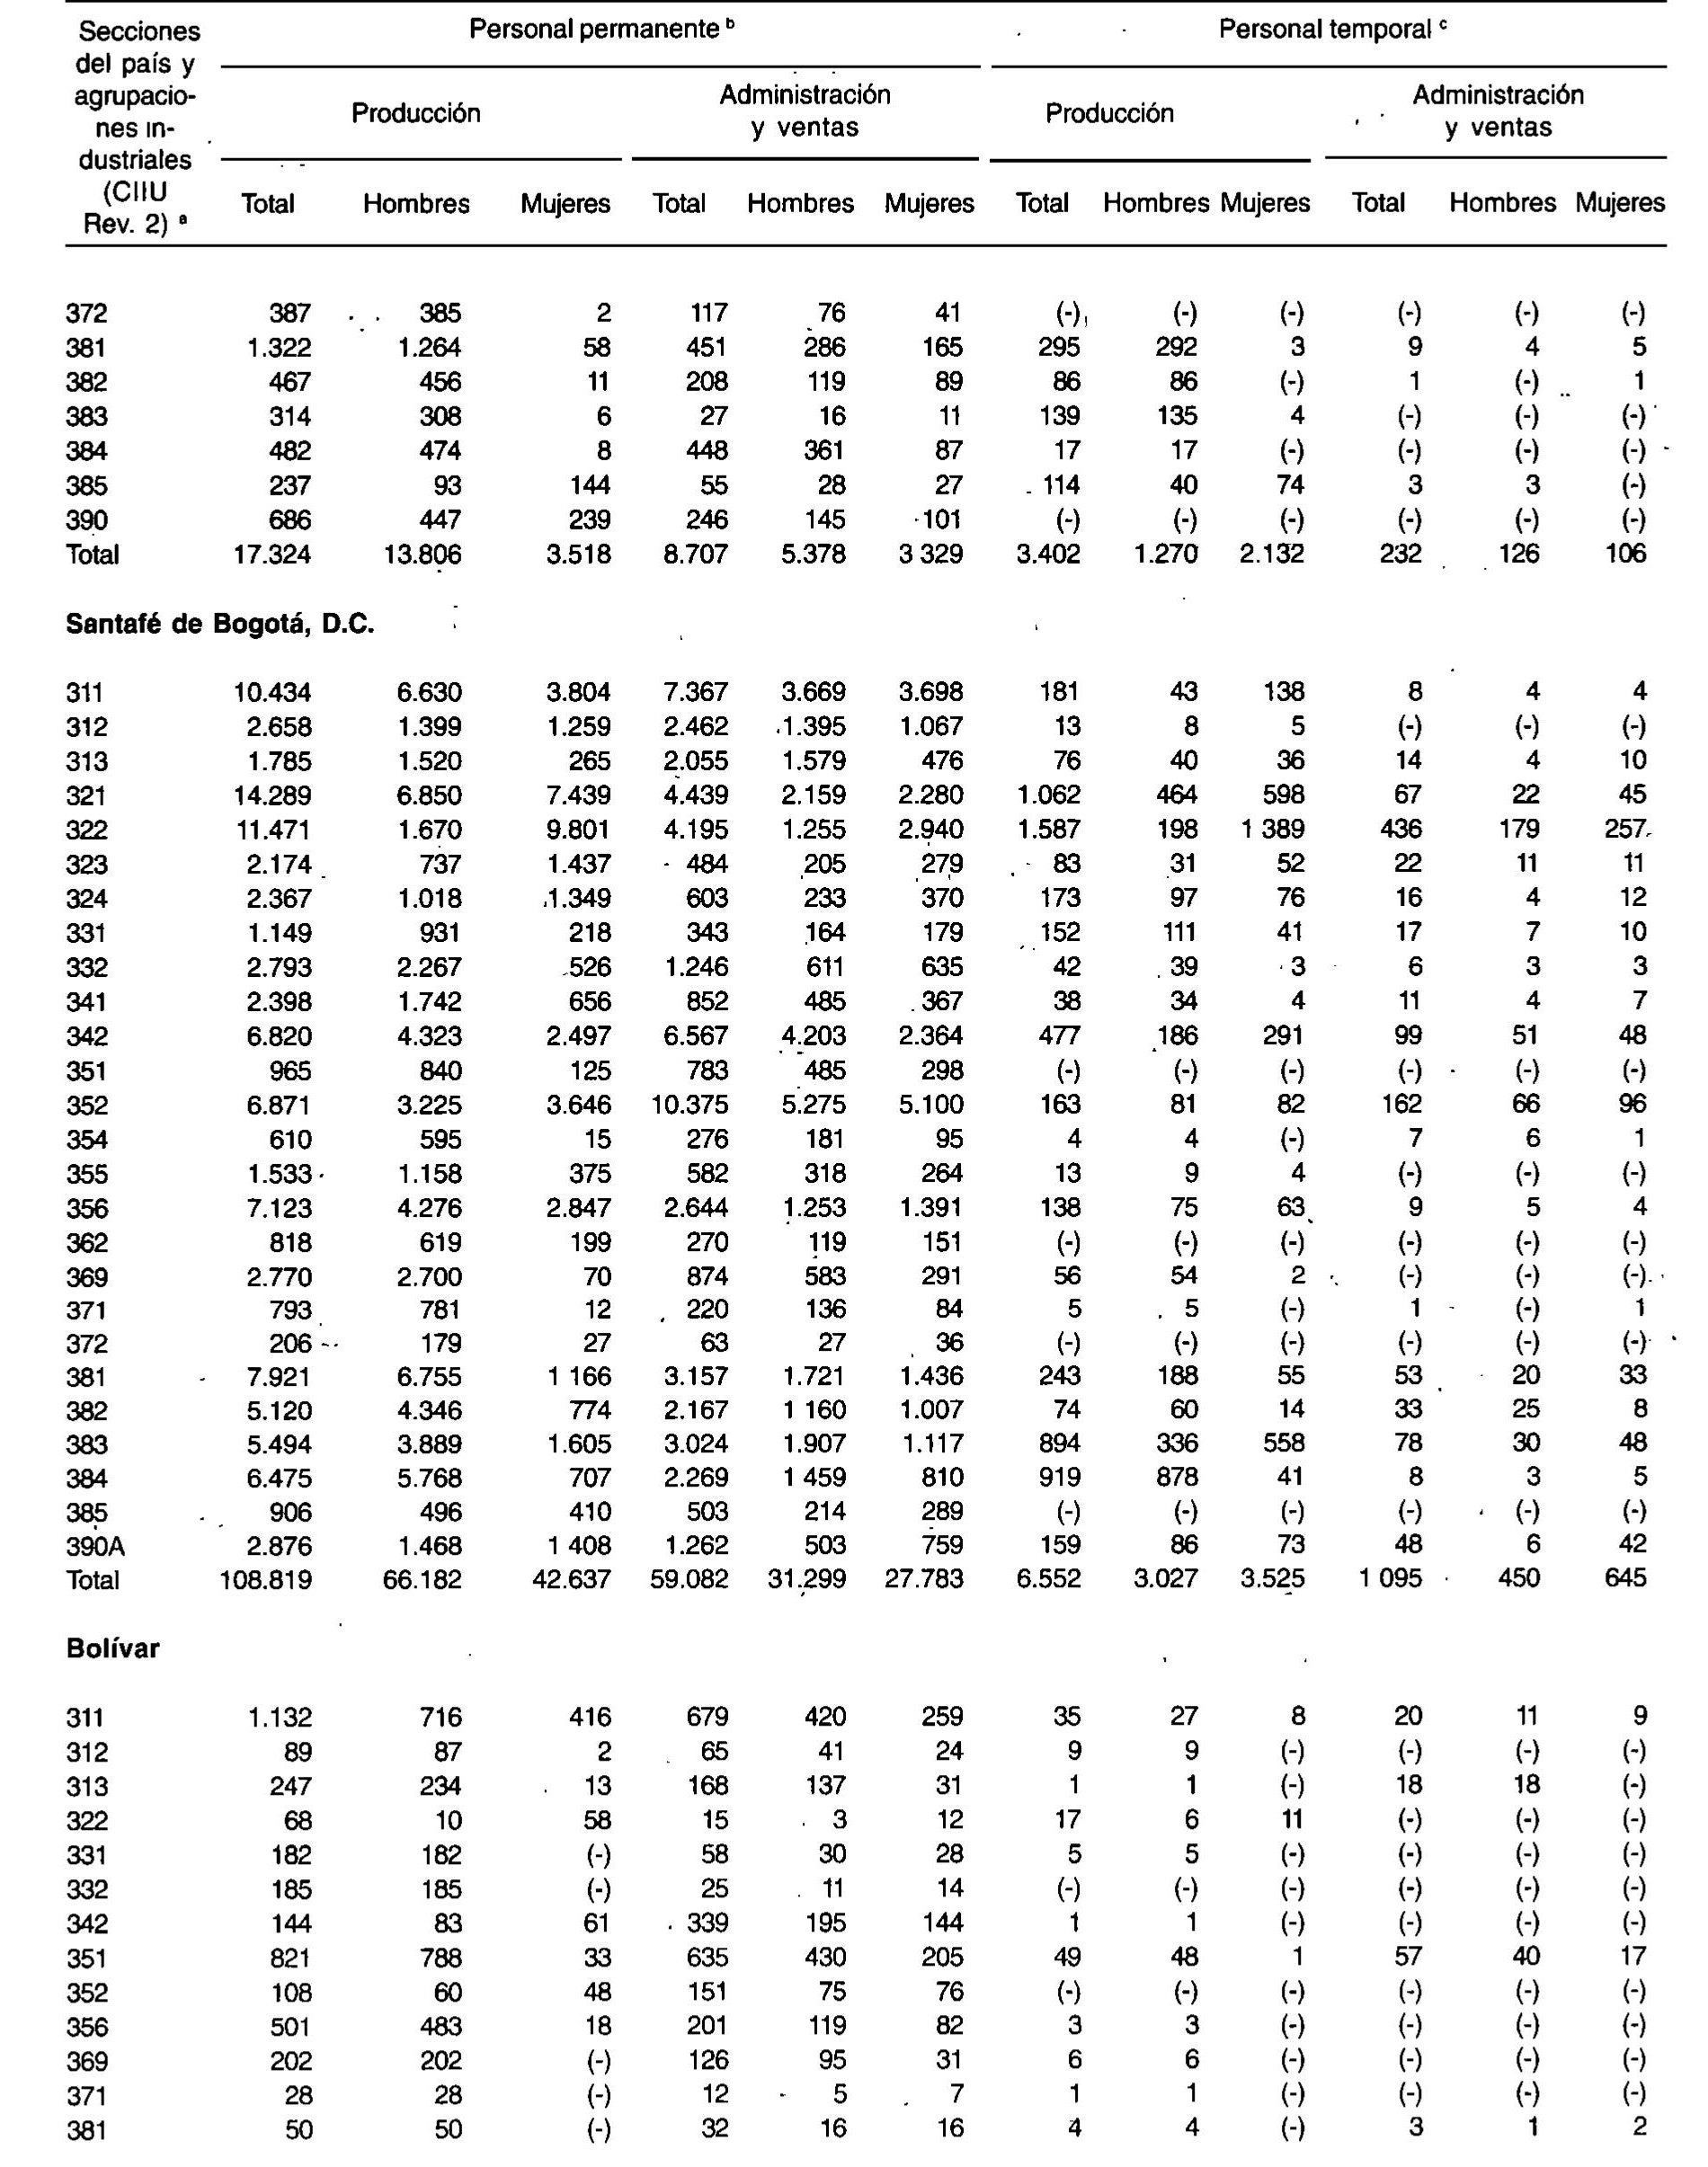 Secciones del país y agrupacio- nes in- dustriales (CIIU Rev. 2) a
Personal permanente b Personal temporal c
Producción Administración y ventas Producción Administración y ventas
Total Hombres Mujeres Total Hombres Mujeres Total Hombres Mujeres Total Hombres Mujeres
372 387 385 2 117 76 41 (-) (-) (-) (-) (-) (-)
381 1.322 1.264 58 451 286 165 295 292 3 9 4 5
382 467 456 11 208 119 89 86 86 (-) 1 (-) 1
383 314 308 6 27 16 11 139 135 4 (-) (-) (-)
384 482 474 8 448 361 87 17 17 (-) (-) (-) (-)
385 237 93 144 55 28 27 114 40 74 3 3 (-)
390 686 447 239 246 145 101 (-) (-) (-) (-) (-) (-)
Total 17.324 13.806 3.518 8.707 5.378 3 329 3.402 1.270 2.132 232 126 106
Santafé de Bogotá, D.C.
311 10.434 6.630 3.804 7.367 3.669 3.698 181 43 138 8 4 4
312 2.658 1.399 1.259 2.462 1.395 1.067 13 8 5 (-) (-) (-)
313 1.785 1.520 265 2.055 1.579 476 76 40 36 14 4 10
321 14.289 6.850 7.439 4.439 2.159 2.280 1.062 464 598 67 22 45
322 11.471 1.670 9.801 4.195 1.255 2.940 1.587 198 1 389 436 179 257
323 2.174 737 1.437 484 205 279 83 31 52 22 11 11
324 2.367 1.018 1.349 603 233 370 173 97 76 16 4 12
331 1.149 931 218 343 164 179 152 111 41 17 7 10
332 2.793 2.267 526 1.246 611 635 42 39 3 6 3 3
341 2.398 1.742 656 852 485 367 38 34 4 11 4 7
342 6.820 4.323 2.497 6.567 4.203 2.364 477 186 291 99 51 48
351 965 840 125 783 485 298 (-) (-) (-) (-) (-) (-)
352 6.871 3.225 3.646 10.375 5.275 5.100 163 81 82 162 66 96
354 610 595 15 276 181 95 4 4 (-) 7 6 1
355 1.533 1.158 375 582 318 264 13 9 4 (-) (-) (-)
356 7.123 4.276 2.847 2.644 1.253 1.391 138 75 63 9 5 4
362 818 619 199 270 119 151 (-) (-) (-) (-) (-) (-)
369 2.770 2.700 70 874 583 291 56 54 2 (-) (-) (-)
371 793 781 12 220 136 84 5 5 (-) 1 (-) 1
372 206 179 27 63 27 36 (-) (-) (-) (-) (-) (-)
381 7.921 6.755 1 166 3.157 1.721 1.436 243 188 55 53 20 33
382 5.120 4.346 774 2.167 1 160 1.007 74 60 14 33 25 8
383 5.494 3.889 1.605 3.024 1.907 1.117 894 336 558 78 30 48
384 6.475 5.768 707 2.269 1 459 810 919 878 41 8 3 5
385 906 496 410 503 214 289 (-) (-) (-) (-) (-) (-)
390A 2.876 1.468 1 408 1.262 503 759 159 86 73 48 6 42
Total 108.819 66.182 42.637 59.082 31.299 27.783 6.552 3.027 3.525 1 095 450 645
Bolívar
311 1.132 716 416 679 420 259 35 27 8 20 11 9
312 89 87 2 65 41 24 9 9 (-) (-) (-) (-)
313 247 234 13 168 137 31 1 1 (-) 18 18 (-)
322 68 10 58 15 3 12 17 6 11 (-) (-) (-)
331 182 182 (-) 58 30 28 5 5 (-) (-) (-) (-)
332 185 185 (-) 25 11 14 (-) (-) (-) (-) (-) (-)
342 144 83 61 339 195 144 1 1 (-) (-) (-) (-)
351 821 788 33 635 430 205 49 48 1 57 40 17
352 108 60 48 151 75 76 (-) (-) (-) (-) (-) (-)
356 501 483 18 201 119 82 3 3 (-) (-) (-) (-)
369 202 202 (-) 126 95 31 6 6 (-) (-) (-) (-)
371 28 28 (-) 12 5 7 1 1 (-) (-) (-) (-)
381 50 50 (-) 32 16 16 4 4 (-) 3 1 2